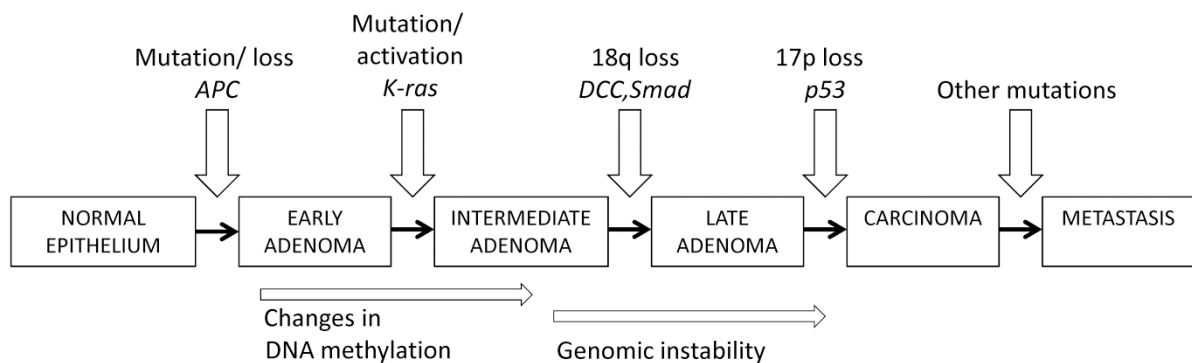 Mutation/ loss
APC
Mutation/
activation
K-ras
18q loss
DCC,Smad
17p loss
p53
Other mutations
NORMAL
EPITHELIUM
EARLY
ADENOMA
INTERMEDIATE
ADENOMA
LATE
ADENOMA
CARCINOMA
METASTASIS
Changes in
DNA methylation
Genomic instability